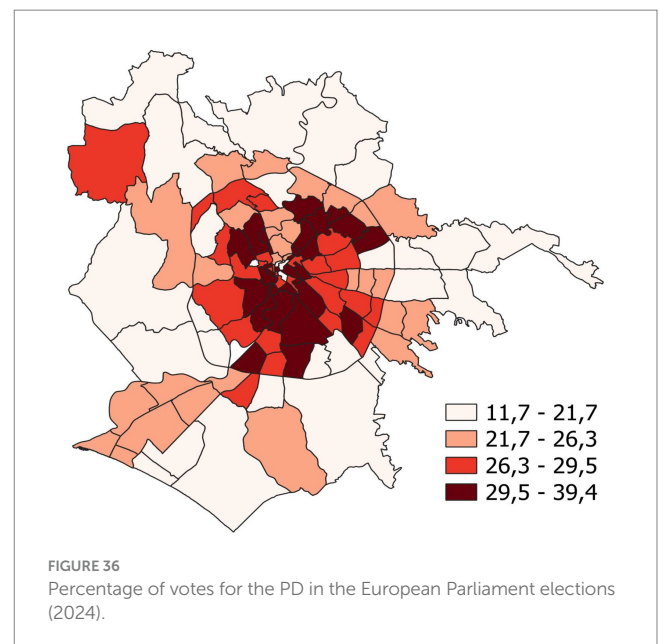 11,7 - 21,7
21,7 - 26,3
26,3 - 29,5
29,5 - 39,4
FIGURE 36
Percentage of votes for the PD in the European Parliament elections
(2024).